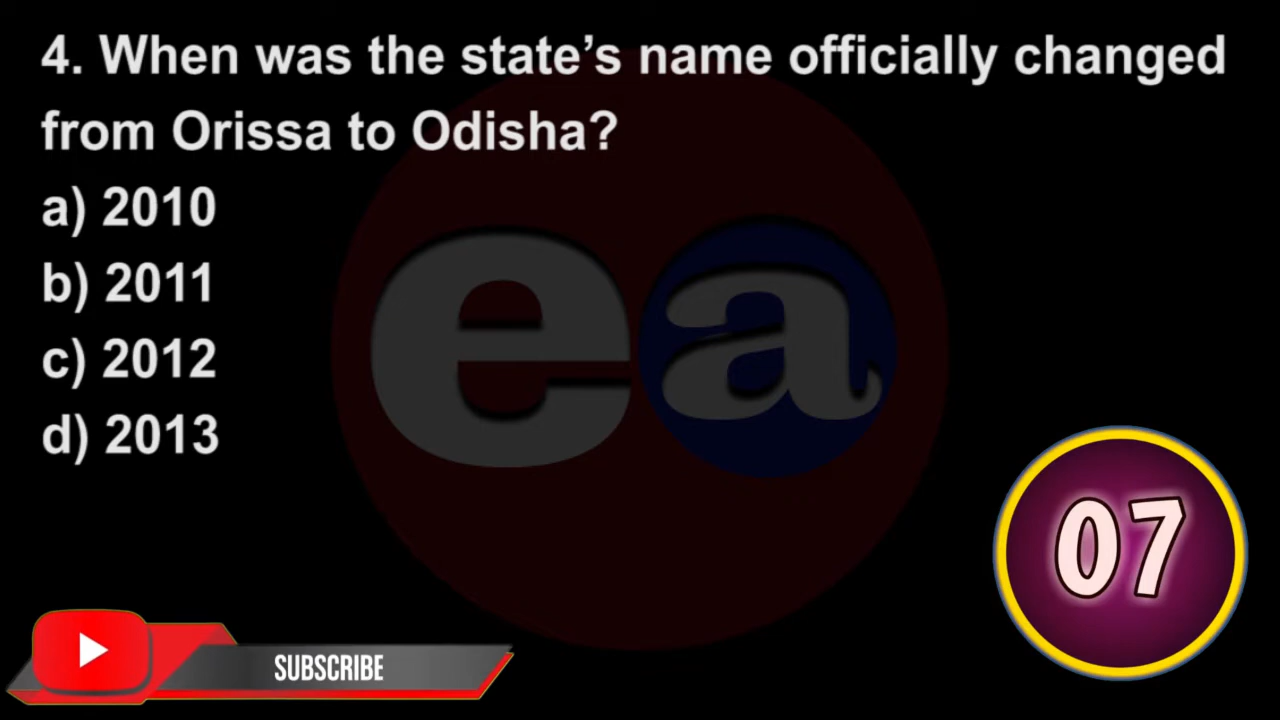 4. When was the state’s name officially changed
from Orissa to Odisha?
a) 2010
b) 2011
c) 2012
d) 2013
ea
07
SUBSCRIBE